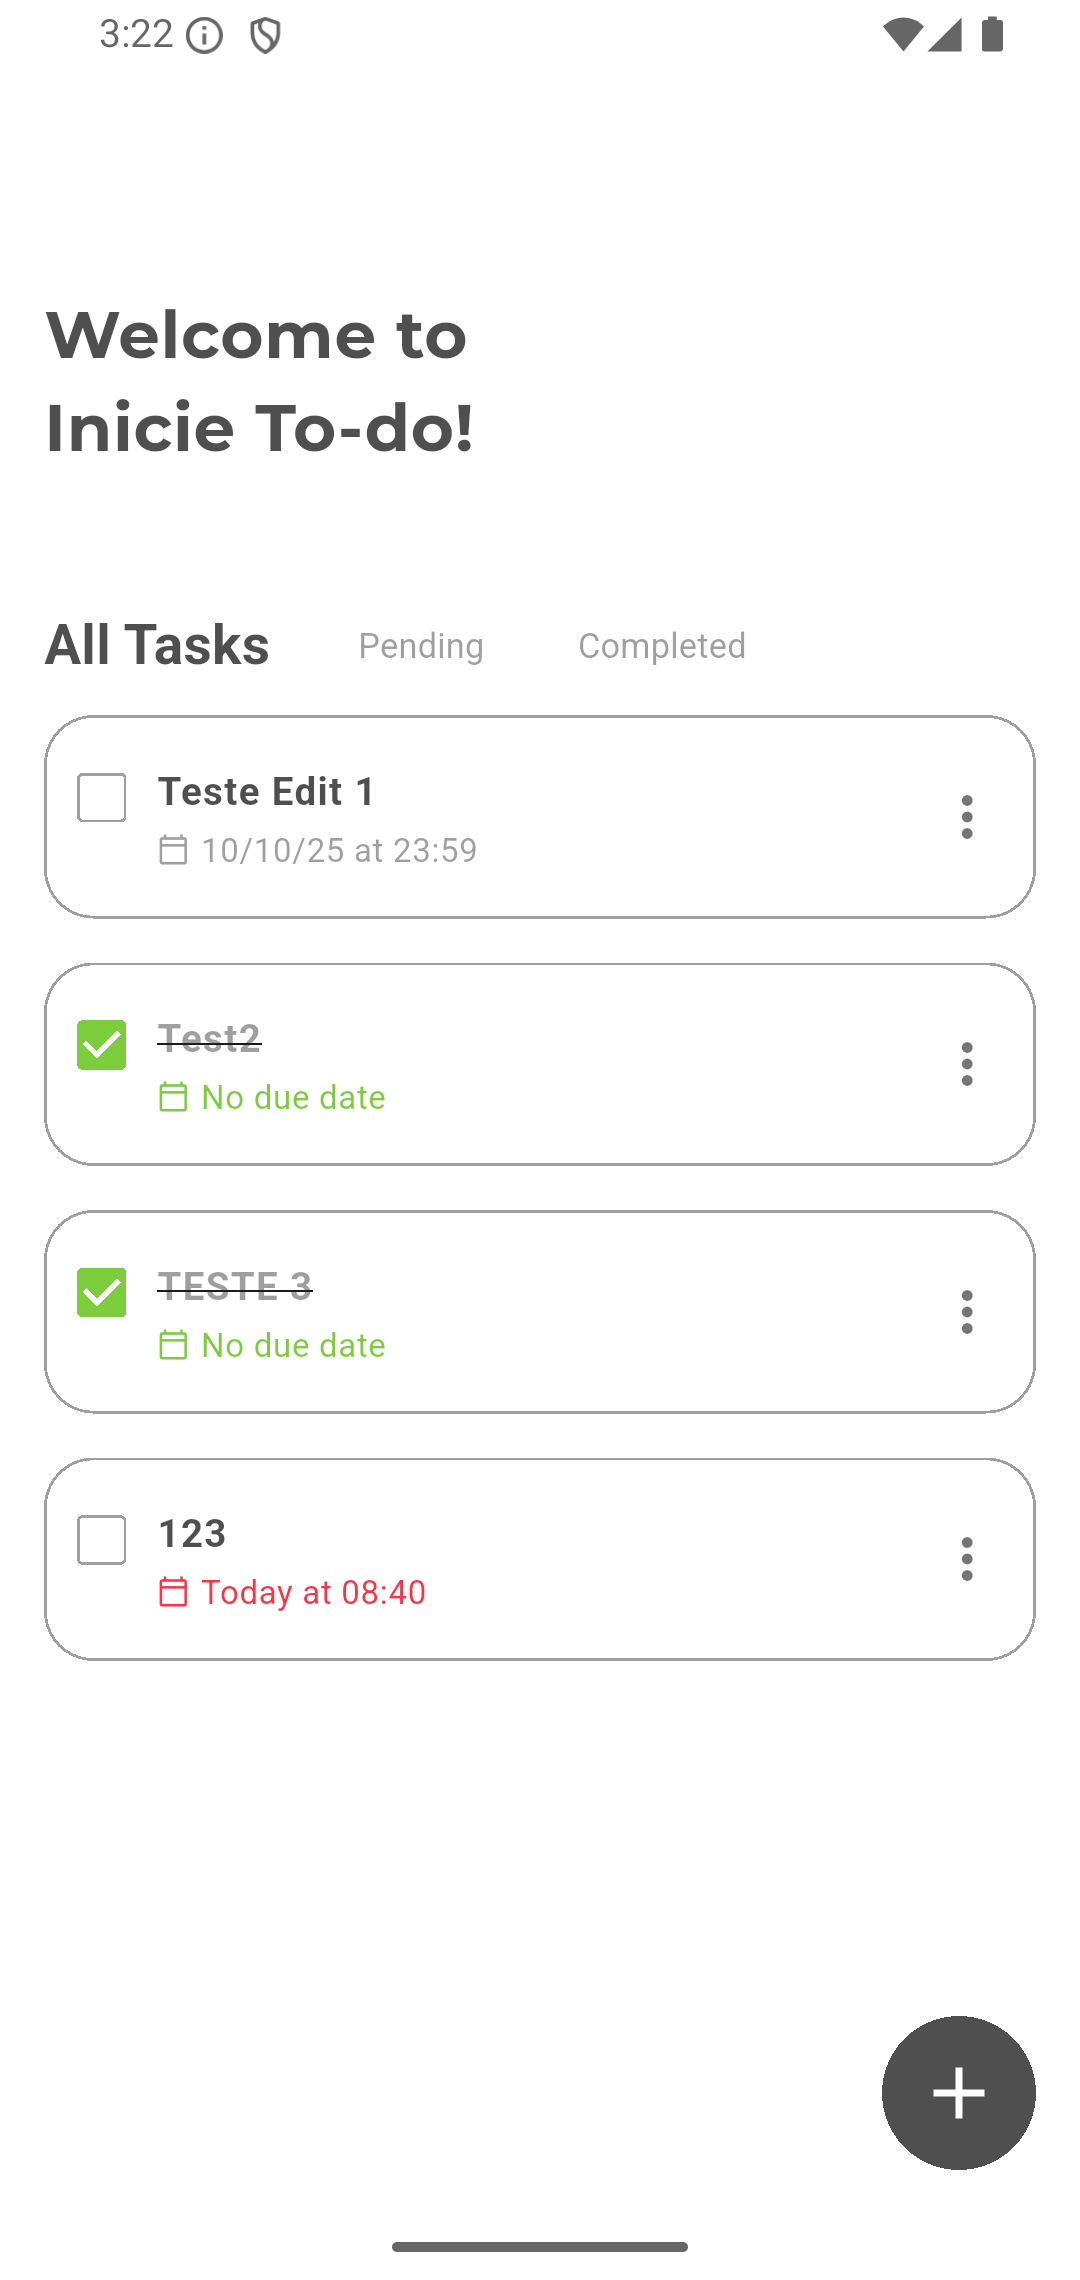 3:22
Welcome to
Inicie To-do!
All Tasks Pending Completed
Teste Edit 1
10/10/25 at 23:59
Test2
No due date
TESTE 3
No due date
123
Today at 08:40